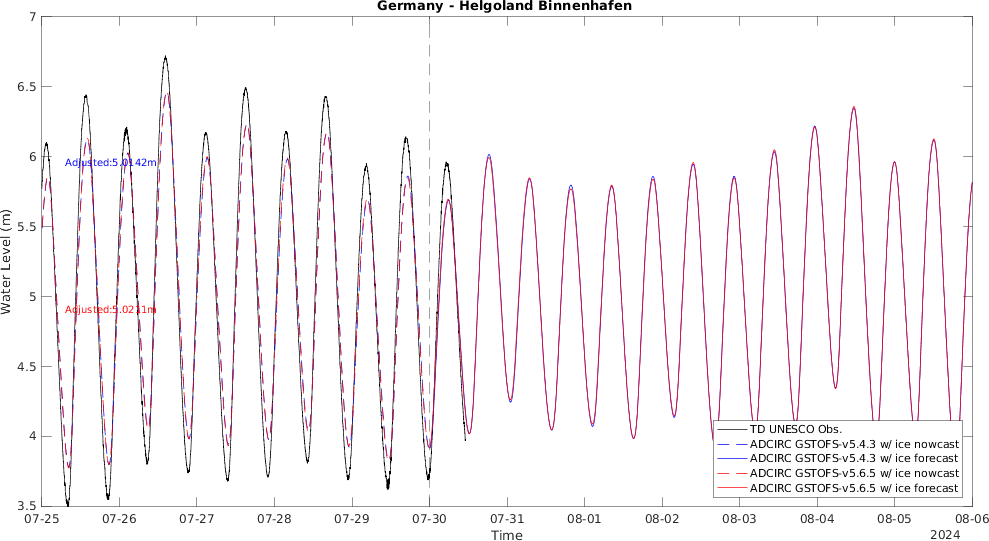 Germany - Helgoland Binnenhafen
7
6.5
6
5.5
5
4.5
4
3.5
Water Level (m)
Adjusted:5.0142m
Adjusted:5.0211m
TD UNESCO Obs.
ADCIRC GSTOFS-v5.4.3 w/ ice nowcast
ADCIRC GSTOFS-v5.4.3 w/ ice forecast
ADCIRC GSTOFS-v5.6.5 w/ ice nowcast
ADCIRC GSTOFS-v5.6.5 w/ ice forecast
07-25 07-26 07-27 07-28 07-29 07-30 07-31 08-01 08-02 08-03 08-04 08-05 08-06
Time
2024